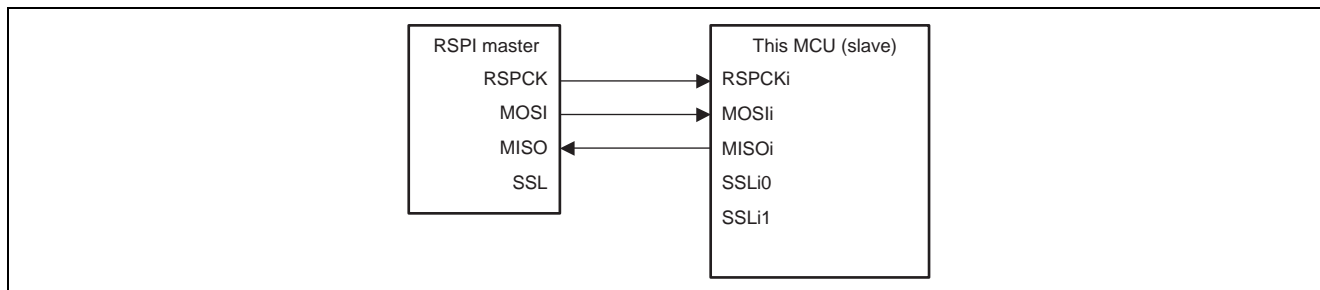 RSPI master
RSPCK
MOSI
MISO
SSL
This MCU (slave)
RSPCKi
MOSIi
MISOi
SSLi0
SSLi1